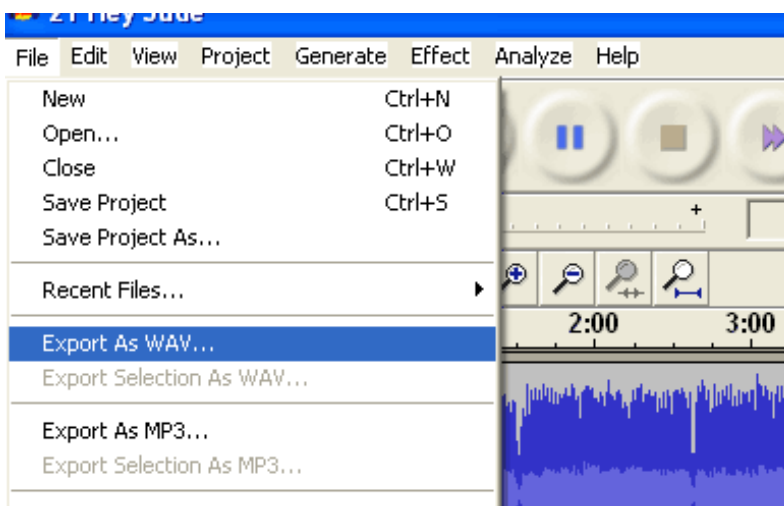 21 Hey Jude
File Edit View Project Generate Effect Analyze Help
New Ctrl+N
Open... Ctrl+O
Close Ctrl+W
Save Project Ctrl+S
Save Project As...
+
Recent Files...
2:00 3:00
Export As WAV...
Export Selection As WAV...
Export As MP3...
Export Selection As MP3...